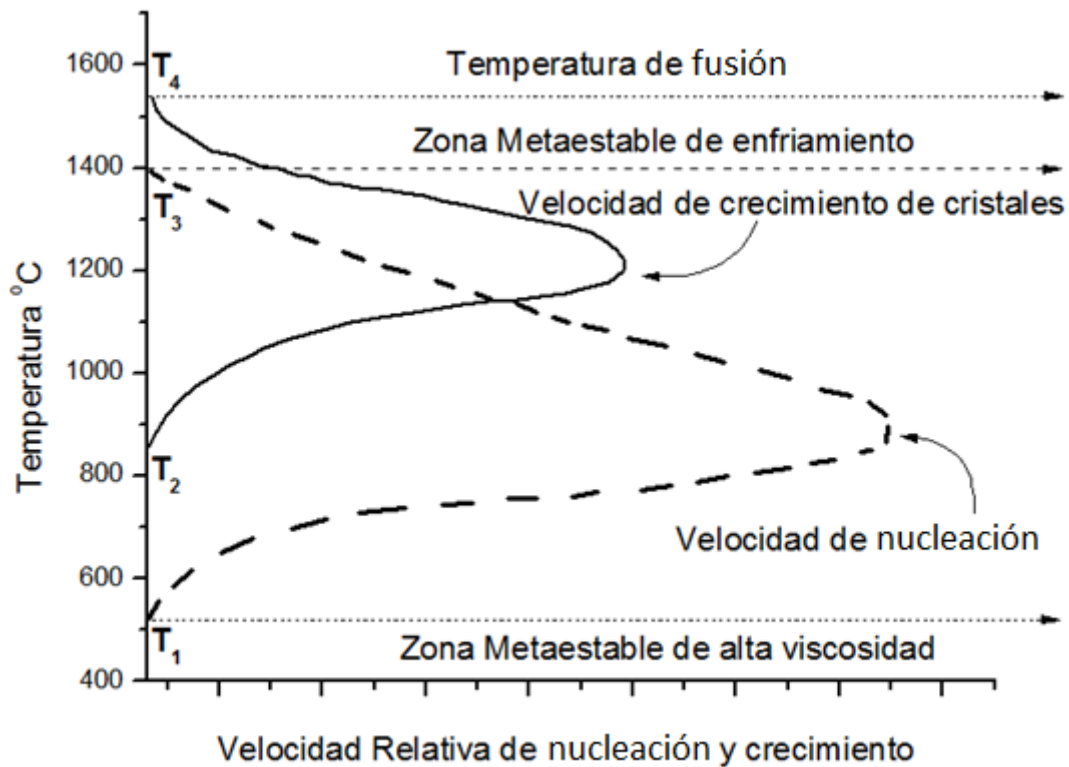 1600
T4
Temperatura de fusión
Zona Metaestable de enfriamiento
1400
T3
Velocidad de crecimiento de cristales
1200
Temperatura °C
1000
800
T2
Velocidad de nucleación
600
T1
Zona Metaestable de alta viscosidad
400
Velocidad Relativa de nucleación y crecimiento